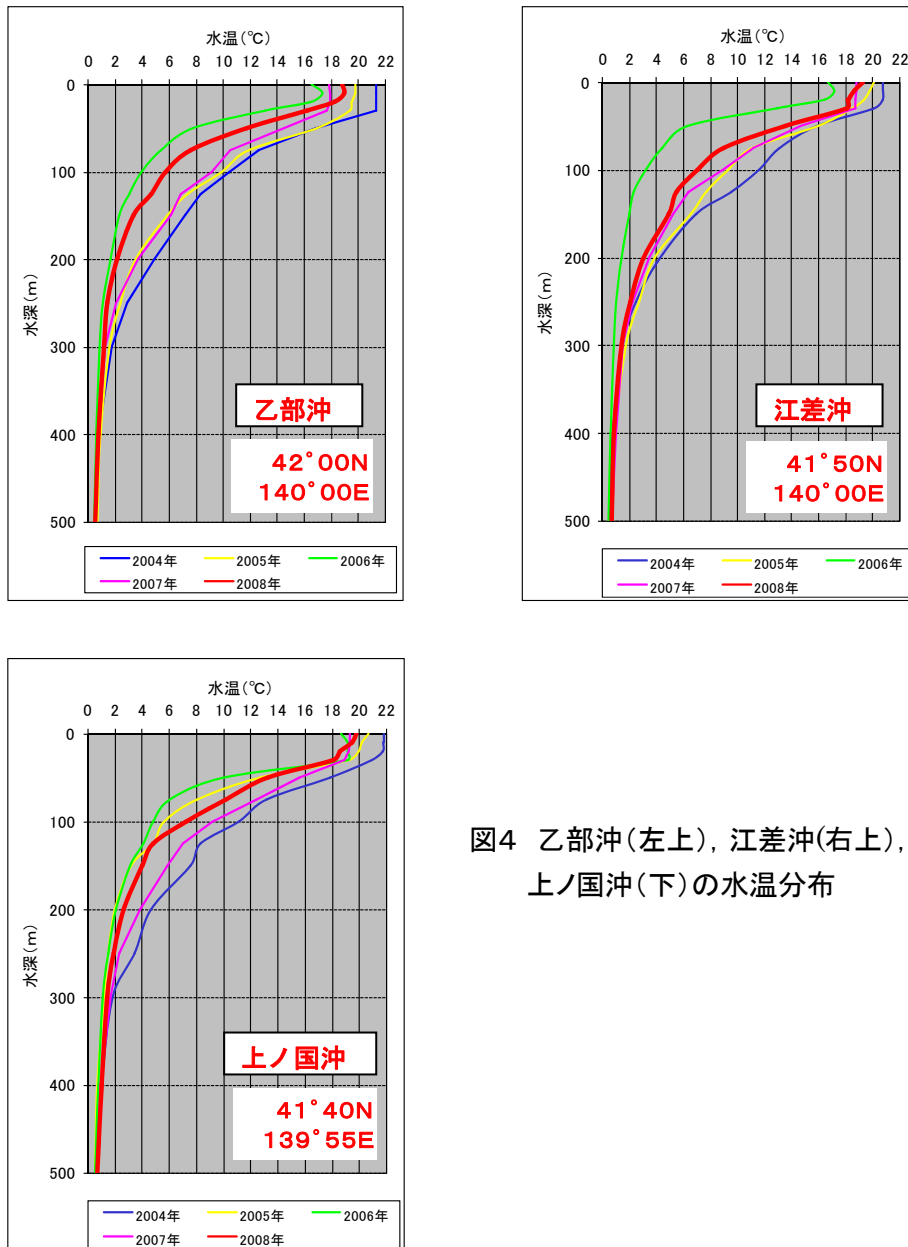 水温(℃)
0 2 4 6 8 10 12 14 16 18 20 22
0
100
200
300
400
500
水深(m)
乙部沖
42°00N
140°00E
2004年 2005年 2006年
2007年 2008年
水温(℃)
0 2 4 6 8 10 12 14 16 18 20 22
0
100
200
300
400
500
水深(m)
江差沖
41°50N
140°00E
2004年 2005年 2006年
2007年 2008年
水温(℃)
0 2 4 6 8 10 12 14 16 18 20 22
0
100
200
300
400
500
水深(m)
上ノ国沖
41°40N
139°55E
2004年 2005年 2006年
2007年 2008年
図4 乙部沖(左上),江差沖(右上),
上ノ国沖(下)の水温分布